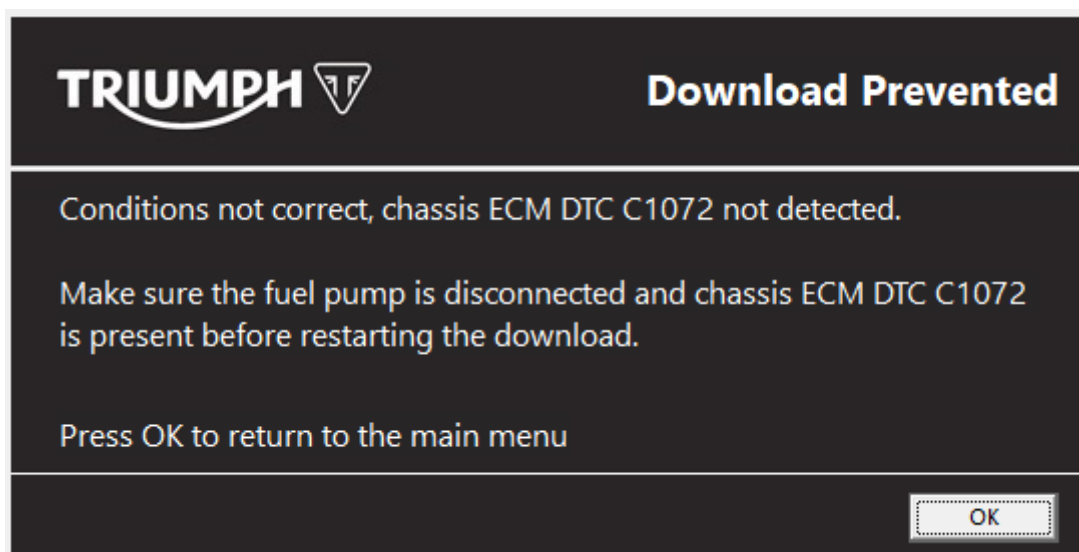 TRIUMPH
Download Prevented
Conditions not correct, chassis ECM DTC C1072 not detected.
Make sure the fuel pump is disconnected and chassis ECM DTC C1072
is present before restarting the download.
Press OK to return to the main menu
OK